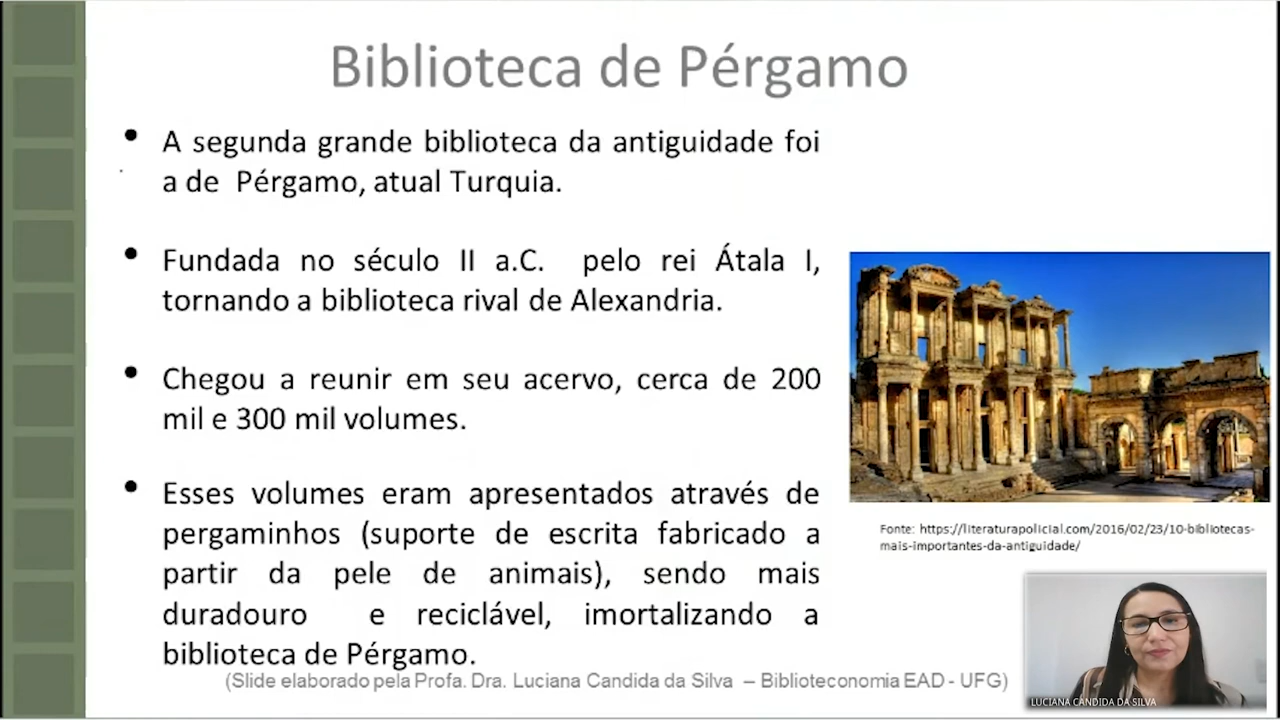 Biblioteca de Pérgamo
• A segunda grande biblioteca da antiguidade foi
a de Pérgamo, atual Turquia.
• Fundada no século II a.C. pelo rei Átala I,
tornando a biblioteca rival de Alexandria.
• Chegou a reunir em seu acervo, cerca de 200
mil e 300 mil volumes.
• Esses volumes eram apresentados através de
pergaminhos (suporte de escrita fabricado a
partir da pele de animais), sendo mais
duradouro e reciclável, imortalizando a
biblioteca de Pérgamo.
Fonte: https://literaturapolicial.com/2016/02/23/10-bibliotecas-
mais-importantes-da-antiguidade/
(Slide elaborado pela Profa. Dra. Luciana Candida da Silva – Biblioteconomia EAD - UFG)
LUCIANA CANDIDA DA SILVA